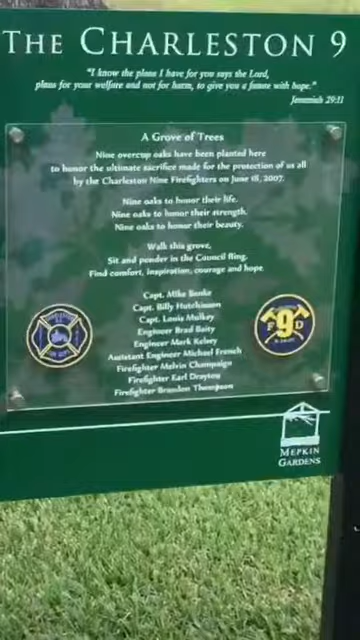 THE CHARLESTON 9
"I know the plans I have for you says the Lord,
plans for your welfare and not for harm, to give you a future with hope."
Jeremiah 29:11
A Grove of Trees
Nine overcup oaks have been planted here
to honor the ultimate sacrifice made for the protection of us all
by the Charleston Nine Firefighters on June 18, 2007.
Nine oaks to honor their life.
Nine oaks to honor their strength.
Nine oaks to honor their beauty.
Walk this grove,
Sit and ponder in the Council Ring.
Find comfort, inspiration, courage and hope
Capt. Mike Benke
Capt. Billy Hutchinson
Capt. Louis Mulkey
Engineer Brad Baity
Engineer Mark Kelsey
Assistant Engineer Michael French
Firefighter Melvin Champaign
Firefighter Earl Drayton
Firefighter Brandon Thompson
F 9 D
MEPKIN
GARDENS